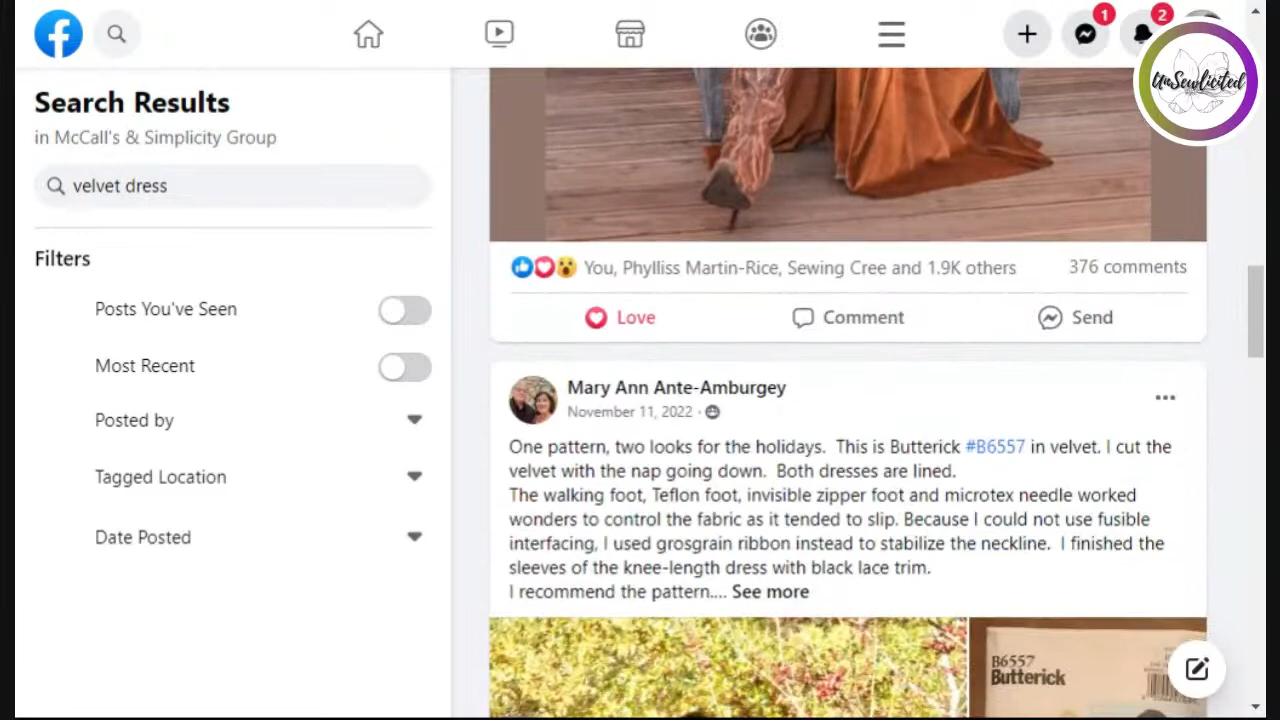 1
2
UnSewlicited
Search Results
in McCall's & Simplicity Group
velvet dress
Filters
Posts You've Seen
Most Recent
Posted by
Tagged Location
Date Posted
You, Phylliss Martin-Rice, Sewing Cree and 1.9K others
376 comments
Love
Comment
Send
Mary Ann Ante-Amburgey
November 11, 2022 ·
One pattern, two looks for the holidays. This is Butterick #B6557 in velvet. I cut the
velvet with the nap going down. Both dresses are lined.
The walking foot, Teflon foot, invisible zipper foot and microtex needle worked
wonders to control the fabric as it tended to slip. Because I could not use fusible
interfacing, I used grosgrain ribbon instead to stabilize the neckline. I finished the
sleeves of the knee-length dress with black lace trim.
I recommend the pattern.... See more
B6557
Butterick